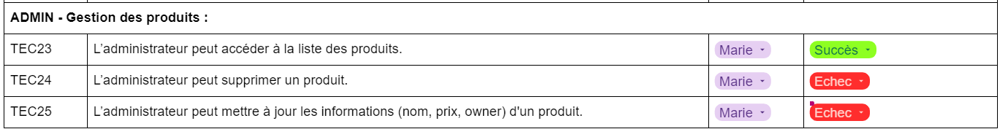 ADMIN - Gestion des produits :
TEC23 L'administrateur peut accéder à la liste des produits. Marie Succès
TEC24 L'administrateur peut supprimer un produit. Marie Echec
TEC25 L'administrateur peut mettre à jour les informations (nom, prix, owner) d'un produit. Marie Echec